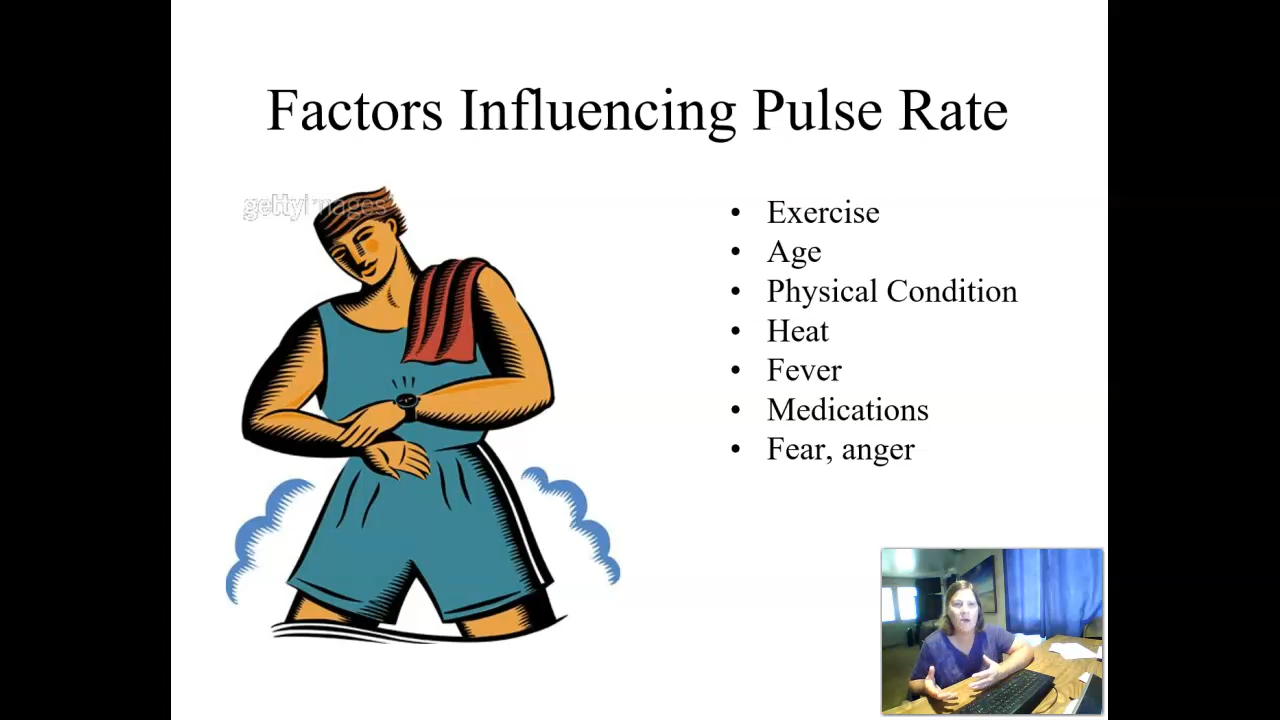 Factors Influencing Pulse Rate
gettyimages
• Exercise
• Age
• Physical Condition
• Heat
• Fever
• Medications
• Fear, anger